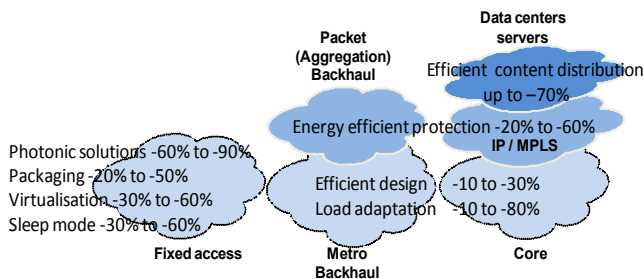 Data centers
servers
Packet
(Aggregation)
Backhaul
Efficient content distribution
up to –70%
Energy efficient protection -20% to -60%
IP / MPLS
Photonic solutions -60% to -90%
Packaging -20% to -50%
Virtualisation -30% to -60%
Sleep mode -30% to -60%
Efficient design -10 to -30%
Load adaptation -10 to -80%
Fixed access
Metro
Backhaul
Core